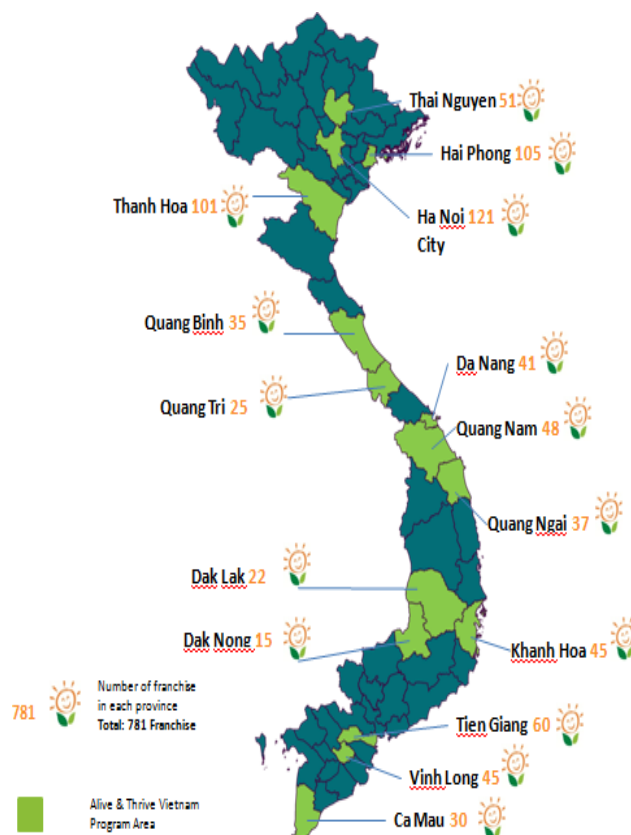 Thai Nguyen 51
Hai Phong 105
Thanh Hoa 101
Ha Noi 121
City
Quang Binh 35
Da Nang 41
Quang Tri 25
Quang Nam 48
Quang Ngai 37
Dak Lak 22
Dak Nong 15
Khanh Hoa 45
781
Number of franchise
in each province
Total: 781 Franchise
Tien Giang 60
Vinh Long 45
Alive & Thrive Vietnam
Program Area
Ca Mau 30